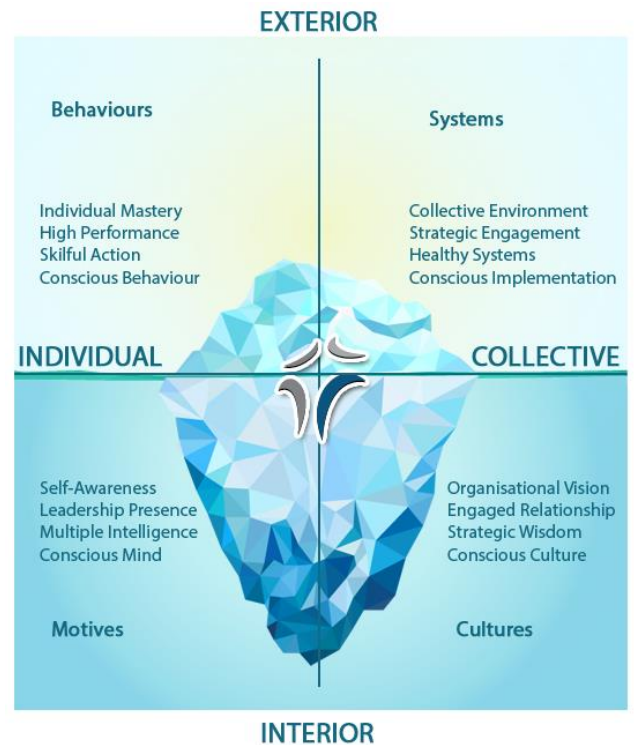 EXTERIOR
Behaviours
Systems
Individual Mastery
High Performance
Skilful Action
Conscious Behaviour
Collective Environment
Strategic Engagement
Healthy Systems
Conscious Implementation
INDIVIDUAL
COLLECTIVE
Self-Awareness
Leadership Presence
Multiple Intelligence
Conscious Mind
Organisational Vision
Engaged Relationship
Strategic Wisdom
Conscious Culture
Motives
Cultures
INTERIOR